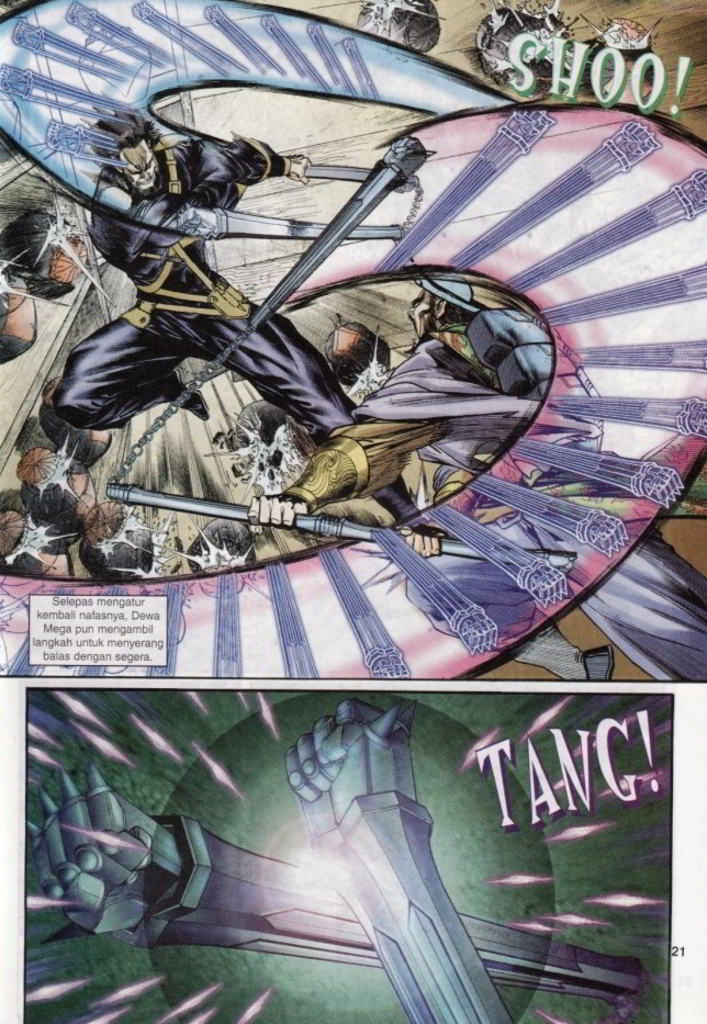 SHOO!
Selepas mengatur
kembali nafasnya, Dewa
Mega pun mengambil
langkah untuk menyerang
balas dengan segera.
TANG!
21